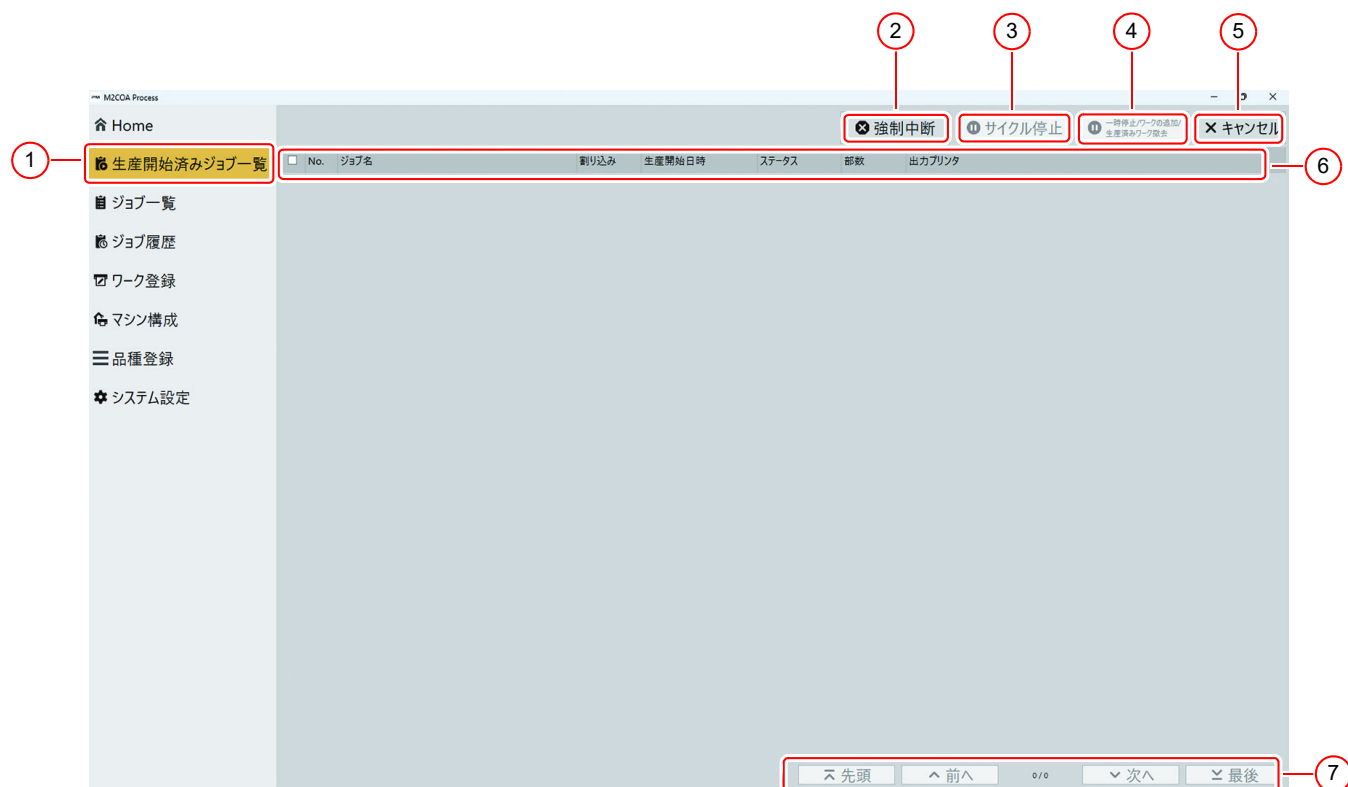 2
3
4
5
M2COA Process
Home
強制中断
サイクル停止
一時停止/ワークの追加/
生産済みワーク除去
キャンセル
1
生産開始済みジョブ一覧
No.
ジョブ名
割り込み
生産開始日時
ステータス
部数
出力プリンタ
6
ジョブ一覧
ジョブ履歴
ワーク登録
マシン構成
品種登録
システム設定
先頭
前へ
0/0
次へ
最後
7